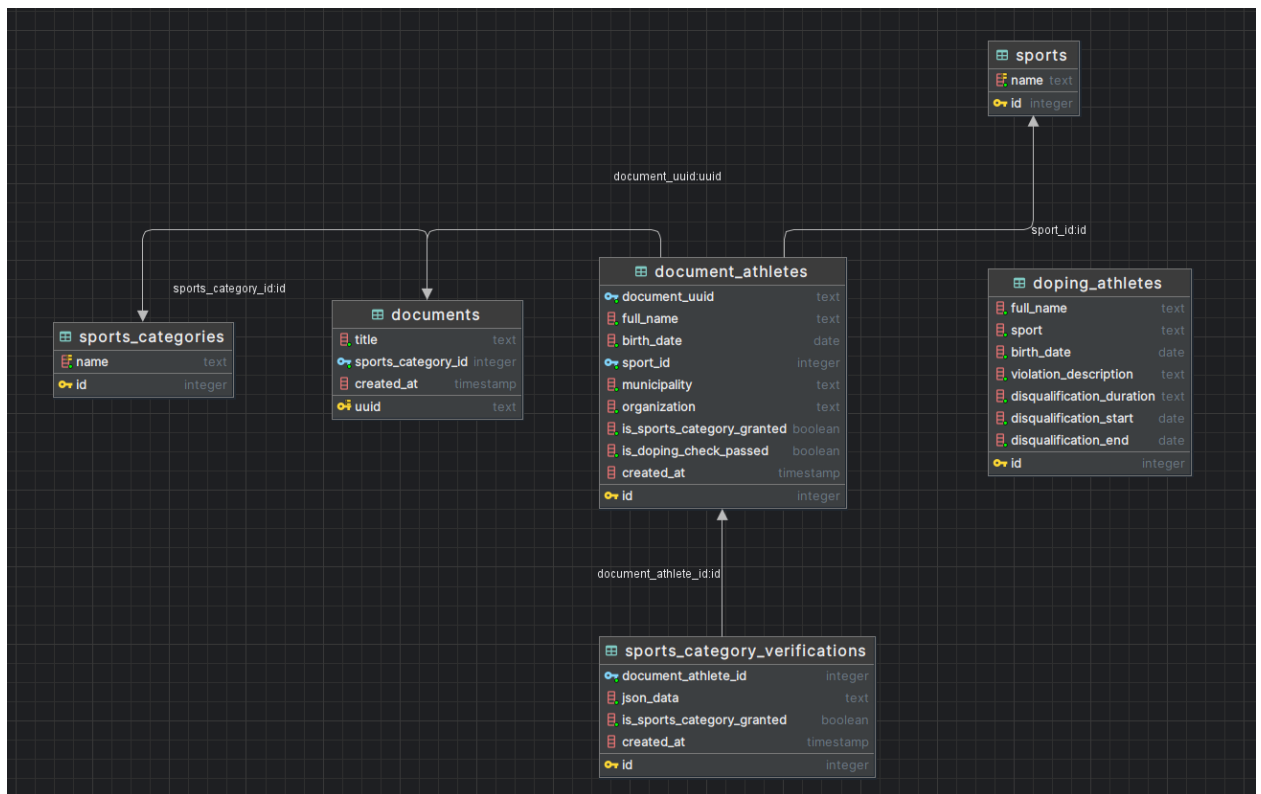 sports
name text
id integer
document_uuid:uuid
sport_id:id
sports_category_id:id
sports_categories
name text
id integer
documents
title text
sports_category_id integer
created_at timestamp
uuid text
document_athletes
document_uuid text
full_name text
birth_date date
sport_id integer
municipality text
organization text
is_sports_category_granted boolean
is_doping_check_passed boolean
created_at timestamp
id integer
doping_athletes
full_name text
sport text
birth_date date
violation_description text
disqualification_duration text
disqualification_start date
disqualification_end date
id integer
document_athlete_id:id
sports_category_verifications
document_athlete_id integer
json_data text
is_sports_category_granted boolean
created_at timestamp
id integer